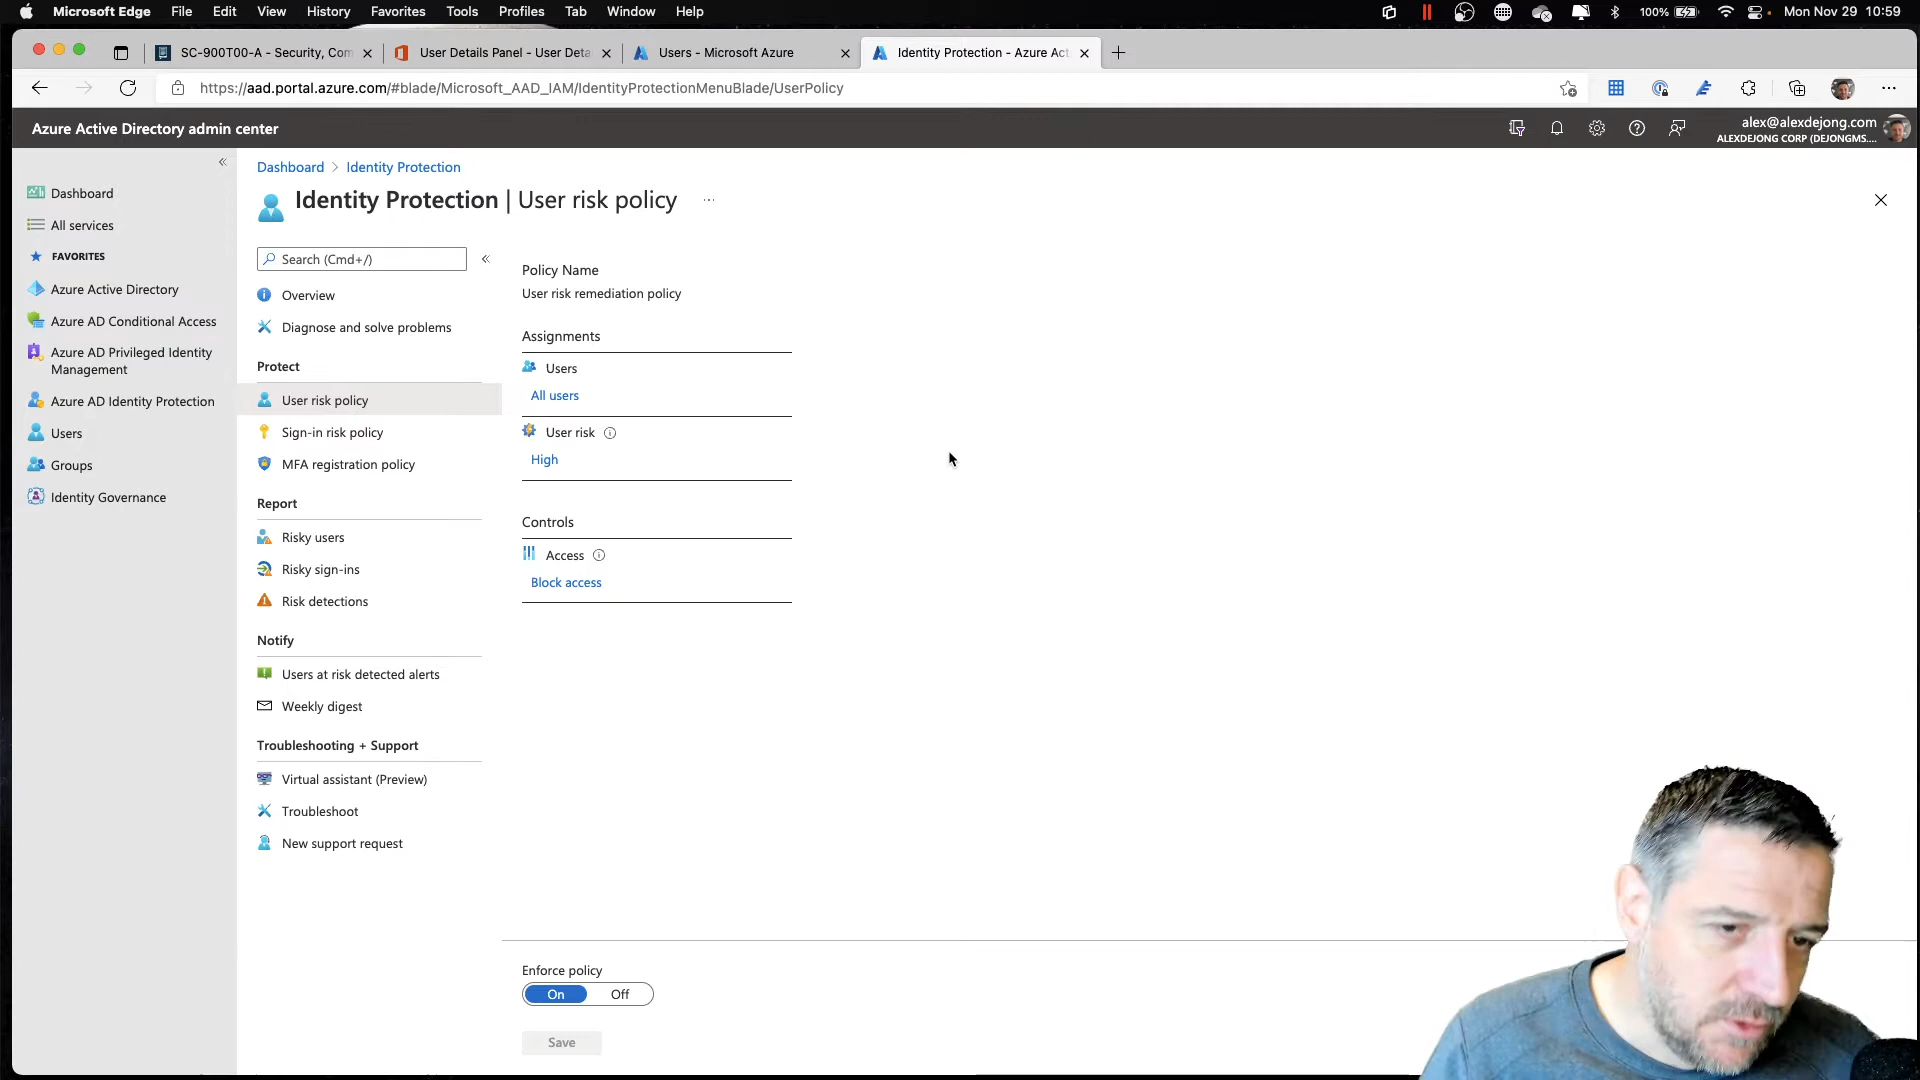 Microsoft Edge File Edit View History Favorites Tools Profiles Tab Window Help 100% Mon Nov 29 10:59
SC-900T00-A - Security, Com User Details Panel - User Deta Users - Microsoft Azure Identity Protection - Azure Act
https://aad.portal.azure.com/#blade/Microsoft_AAD_IAM/IdentityProtectionMenuBlade/UserPolicy
Azure Active Directory admin center
alex@alexdejong.com
ALEXDEJONG CORP (DEJONGMS....
Dashboard
All services
FAVORITES
Azure Active Directory
Azure AD Conditional Access
Azure AD Privileged Identity
Management
Azure AD Identity Protection
Users
Groups
Identity Governance
Dashboard > Identity Protection
Identity Protection | User risk policy ...
Search (Cmd+/)
Overview
Diagnose and solve problems
Protect
User risk policy
Sign-in risk policy
MFA registration policy
Report
Risky users
Risky sign-ins
Risk detections
Notify
Users at risk detected alerts
Weekly digest
Troubleshooting + Support
Virtual assistant (Preview)
Troubleshoot
New support request
Policy Name
User risk remediation policy
Assignments
Users
All users
User risk
High
Controls
Access
Block access
Enforce policy
On Off
Save